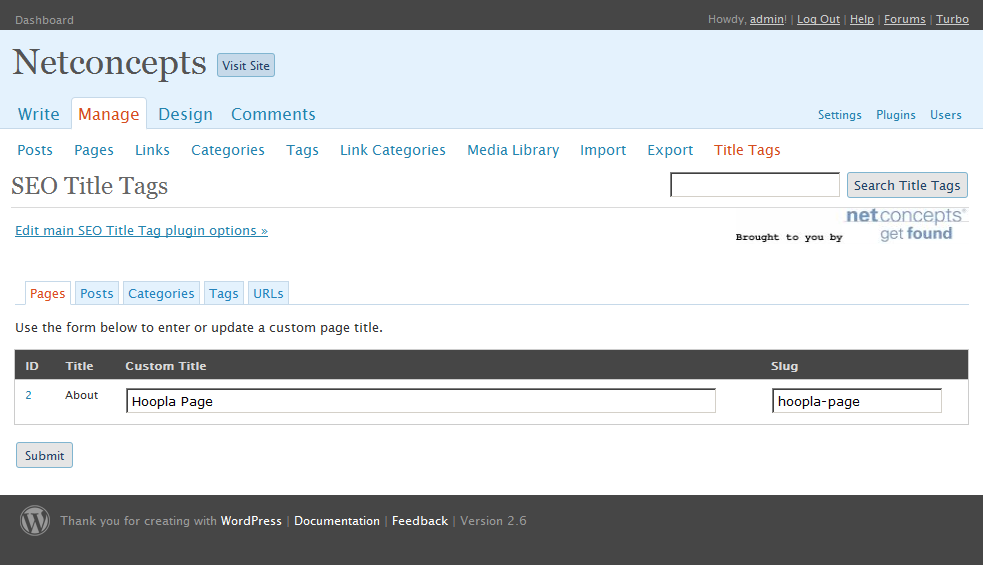 Dashboard Howdy, admin! | Log Out | Help | Forums | Turbo
Netconcepts Visit Site
Write Manage Design Comments Settings Plugins Users
Posts Pages Links Categories Tags Link Categories Media Library Import Export Title Tags
SEO Title Tags Search Title Tags
Edit main SEO Title Tag plugin options »
Brought to you by netconcepts®
get found
Pages Posts Categories Tags URLs
Use the form below to enter or update a custom page title.
ID Title Custom Title Slug
2 About Hoopla Page hoopla-page
Submit
Thank you for creating with WordPress | Documentation | Feedback | Version 2.6